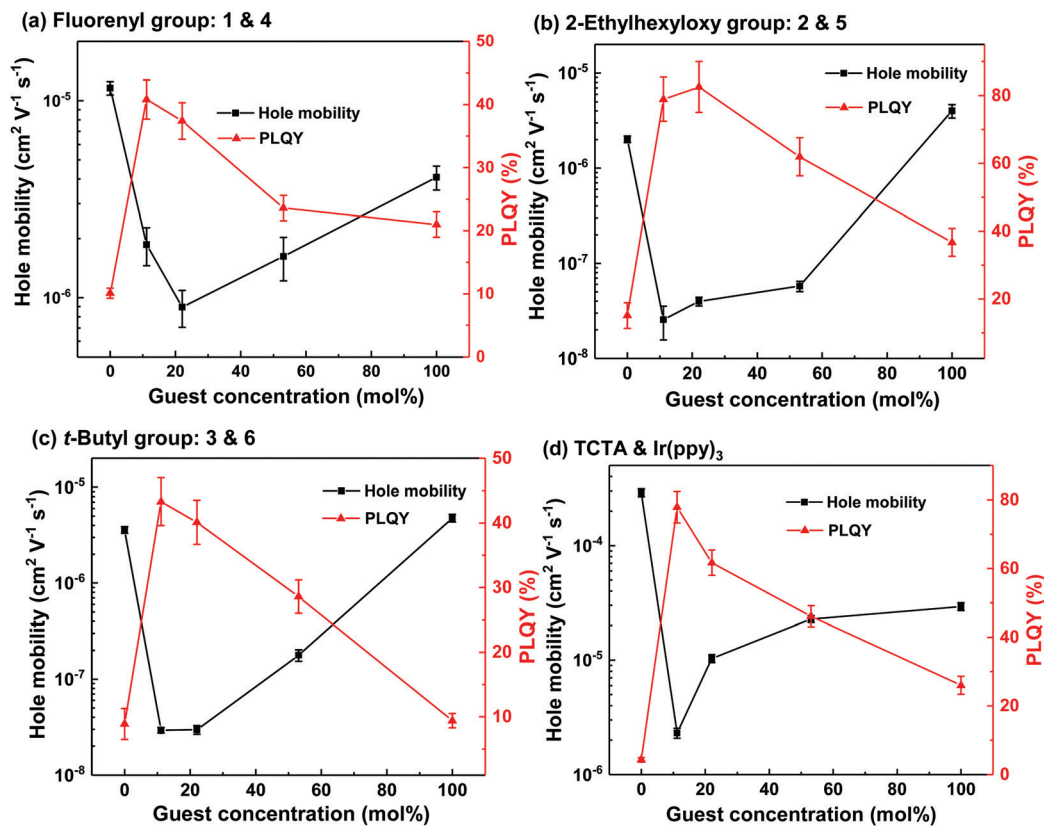 (a) Fluorenyl group: 1 & 4
Hole mobility (cm² V⁻¹ s⁻¹)
10⁻⁵
10⁻⁶
Hole mobility
PLQY
50
40
30
20
10
0
PLQY (%)
0 20 40 60 80 100
Guest concentration (mol%)
(b) 2-Ethylhexyloxy group: 2 & 5
Hole mobility (cm² V⁻¹ s⁻¹)
10⁻⁵
10⁻⁶
10⁻⁷
10⁻⁸
Hole mobility
PLQY
80
60
40
20
PLQY (%)
0 20 40 60 80 100
Guest concentration (mol%)
(c) t-Butyl group: 3 & 6
Hole mobility (cm² V⁻¹ s⁻¹)
10⁻⁵
10⁻⁶
10⁻⁷
10⁻⁸
Hole mobility
PLQY
50
40
30
20
10
PLQY (%)
0 20 40 60 80 100
Guest concentration (mol%)
(d) TCTA & Ir(ppy)₃
Hole mobility (cm² V⁻¹ s⁻¹)
10⁻⁴
10⁻⁵
10⁻⁶
Hole mobility
PLQY
80
60
40
20
0
PLQY (%)
0 20 40 60 80 100
Guest concentration (mol%)